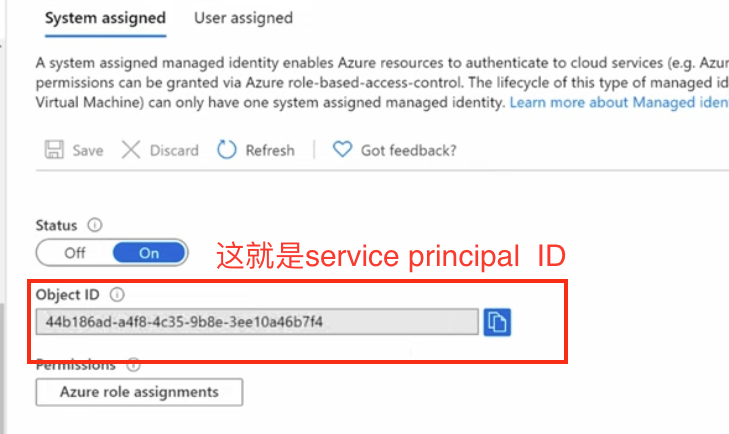 System assigned User assigned
A system assigned managed identity enables Azure resources to authenticate to cloud services (e.g. Azur
permissions can be granted via Azure role-based-access-control. The lifecycle of this type of managed id
Virtual Machine) can only have one system assigned managed identity. Learn more about Managed iden
Save Discard Refresh Got feedback?
Status
Off On
这就是service principal ID
Object ID
44b186ad-a4f8-4c35-9b8e-3ee10a46b7f4
Permissions
Azure role assignments